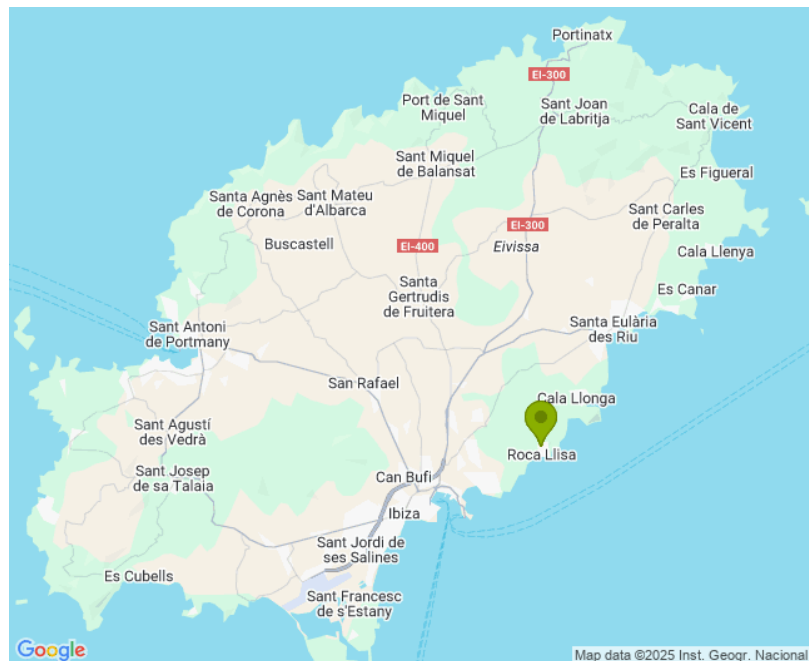 Portinatx
EI-300
Port de Sant
Miquel
Sant Joan
de Labritja
Cala de
Sant Vicent
Sant Miquel
de Balansat
Es Figueral
Santa Agnès
de Corona
Sant Mateu
d'Albarca
Sant Carles
de Peralta
EI-300
Buscastell
EI-400
Eivissa
Cala Llenya
Santa
Gertrudis
de Fruitera
Es Canar
Sant Antoni
de Portmany
Santa Eulària
des Riu
San Rafael
Cala Llonga
Sant Agustí
des Vedrà
Roca Llisa
Sant Josep
de sa Talaia
Can Bufi
Ibiza
Sant Jordi de
ses Salines
Es Cubells
Sant Francesc
de s'Estany
Google
Map data ©2025 Inst. Geogr. Nacional